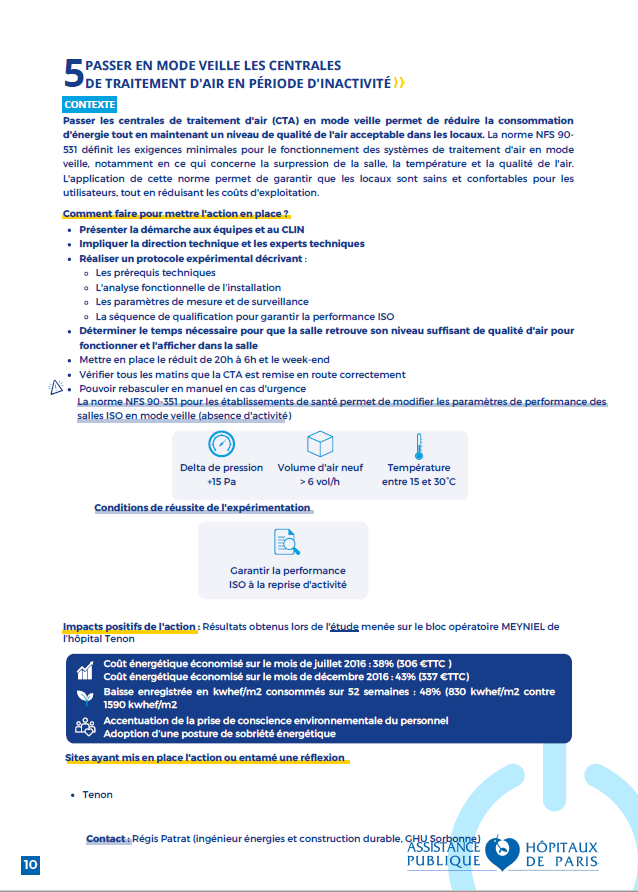 5 PASSER EN MODE VEILLE LES CENTRALES
DE TRAITEMENT D'AIR EN PÉRIODE D'INACTIVITÉ
CONTEXTE
Passer les centrales de traitement d'air (CTA) en mode veille permet de réduire la consommation
d'énergie tout en maintenant un niveau de qualité de l'air acceptable dans les locaux. La norme NFS 90-
531 définit les exigences minimales pour le fonctionnement des systèmes de traitement d'air en mode
veille, notamment en ce qui concerne la surpression de la salle, la température et la qualité de l'air.
L'application de cette norme permet de garantir que les locaux sont sains et confortables pour les
utilisateurs, tout en réduisant les coûts d'exploitation.
Comment faire pour mettre l'action en place ?
• Présenter la démarche aux équipes et au CLIN
• Impliquer la direction technique et les experts techniques
• Réaliser un protocole expérimental décrivant :
◦ Les prérequis techniques
◦ L'analyse fonctionnelle de l'installation
◦ Les paramètres de mesure et de surveillance
◦ La séquence de qualification pour garantir la performance ISO
• Déterminer le temps nécessaire pour que la salle retrouve son niveau suffisant de qualité d'air pour
fonctionner et l'afficher dans la salle
• Mettre en place le réduit de 20h à 6h et le week-end
• Vérifier tous les matins que la CTA est remise en route correctement
• Pouvoir rebasculer en manuel en cas d'urgence
La norme NFS 90-351 pour les établissements de santé permet de modifier les paramètres de performance des
salles ISO en mode veille (absence d'activité)
Delta de pression
+15 Pa
Volume d'air neuf
> 6 vol/h
Température
entre 15 et 30°C
Conditions de réussite de l'expérimentation
Garantir la performance
ISO à la reprise d'activité
Impacts positifs de l'action : Résultats obtenus lors de l'étude menée sur le bloc opératoire MEYNIEL de
l'hôpital Tenon
Coût énergétique économisé sur le mois de juillet 2016 : 38% (306 €TTC )
Coût énergétique économisé sur le mois de décembre 2016 : 43% (337 €TTC)
Baisse enregistrée en kwhef/m2 consommés sur 52 semaines : 48% (830 kwhef/m2 contre
1590 kwhef/m2
Accentuation de la prise de conscience environnementale du personnel
Adoption d'une posture de sobriété énergétique
Sites ayant mis en place l'action ou entamé une réflexion
• Tenon
Contact : Régis Patrat (ingénieur énergies et construction durable, GHU Sorbonne)
ASSISTANCE
PUBLIQUE
HÔPITAUX
DE PARIS
10